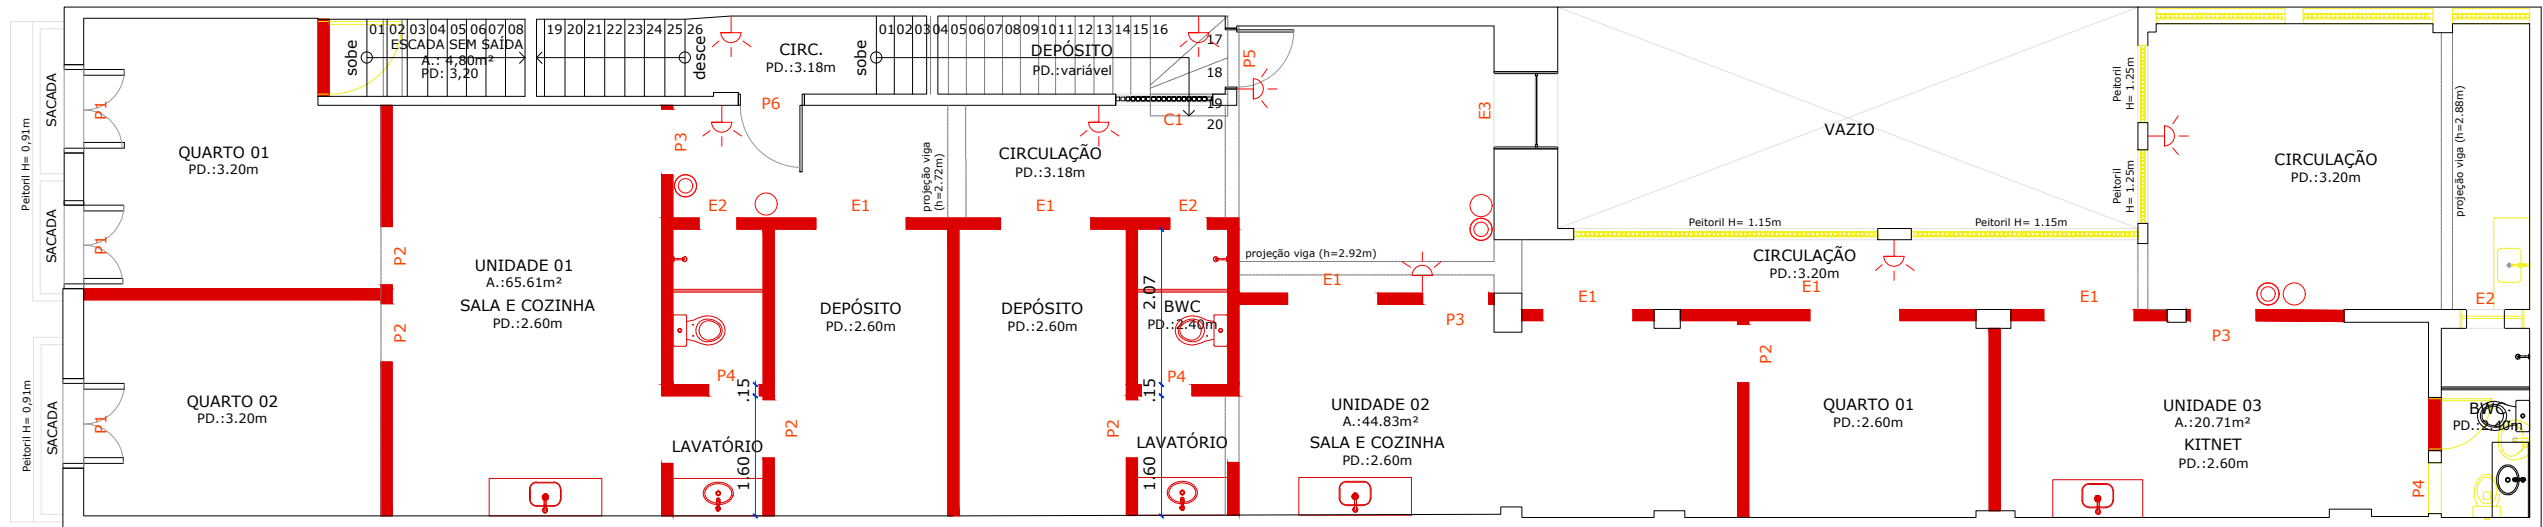 01 02 03 04 05 06 07 08
ESCADA SEM SAÍDA
A.: 4,80m²
PD: 3,20
sobe
19 20 21 22 23 24 25 26
desce
CIRC.
PD.:3.18m
sobe
01 02 03 04 05 06 07 08 09 10 11 12 13 14 15 16
17
18
19
20
DEPÓSITO
PD.:variável
P5
P6
C1
E3
SACADA
P1
Peitoril H= 0,91m
SACADA
P1
QUARTO 01
PD.:3.20m
P3
E2
E1
projeção viga
(h=2.72m)
CIRCULAÇÃO
PD.:3.18m
E1
E2
VAZIO
Peitoril
H= 1.25m
Peitoril
H= 1.25m
Peitoril H= 1.15m
Peitoril H= 1.15m
CIRCULAÇÃO
PD.:3.20m
projeção viga (h=2.88m)
P2
P2
UNIDADE 01
A.:65.61m²
SALA E COZINHA
PD.:2.60m
DEPÓSITO
PD.:2.60m
DEPÓSITO
PD.:2.60m
2.07
BWC
PD.:2.40m
projeção viga (h=2.92m)
E1
P3
CIRCULAÇÃO
PD.:3.20m
E1
E1
E1
E2
P3
P2
SACADA
P1
Peitoril H= 0,91m
QUARTO 02
PD.:3.20m
P4
.15
P4
.15
LAVATÓRIO
1.60
P2
P2
LAVATÓRIO
1.60
UNIDADE 02
A.:44.83m²
SALA E COZINHA
PD.:2.60m
QUARTO 01
PD.:2.60m
UNIDADE 03
A.:20.71m²
KITNET
PD.:2.60m
BWC.
PD.:2.40m
P4